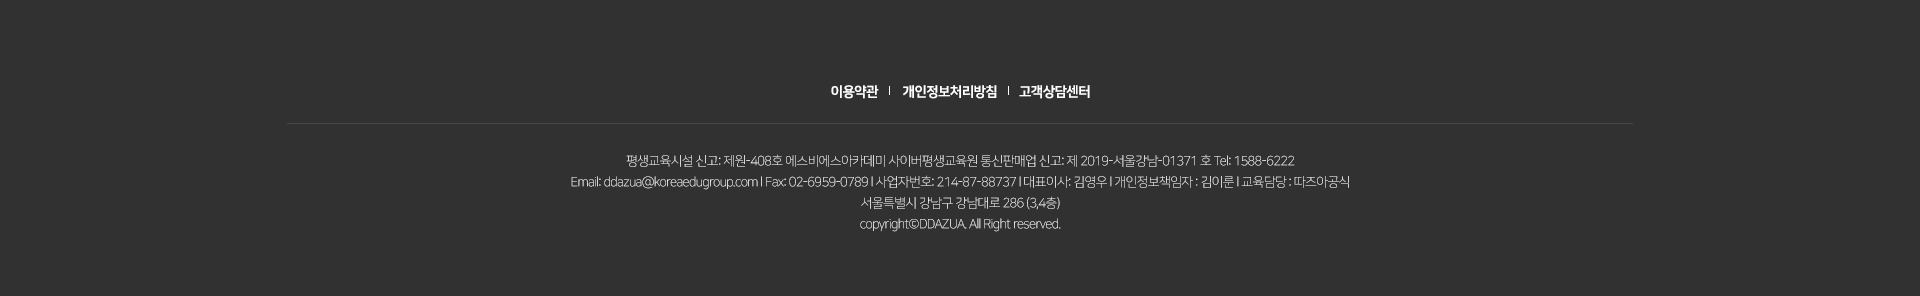 이용약관 | 개인정보처리방침 | 고객상담센터
평생교육시설 신고: 제원-408호 에스비에스아카데미 사이버평생교육원 통신판매업 신고: 제 2019-서울강남-01371 호 Tel: 1588-6222
Email: ddazua@koreaedugroup.com | Fax: 02-6959-0789 | 사업자번호: 214-87-88737 | 대표이사: 김영우 | 개인정보책임자 : 김이룬 | 교육담당 : 따즈아공식
서울특별시 강남구 강남대로 286 (3,4층)
copyright©DDAZUA. All Right reserved.